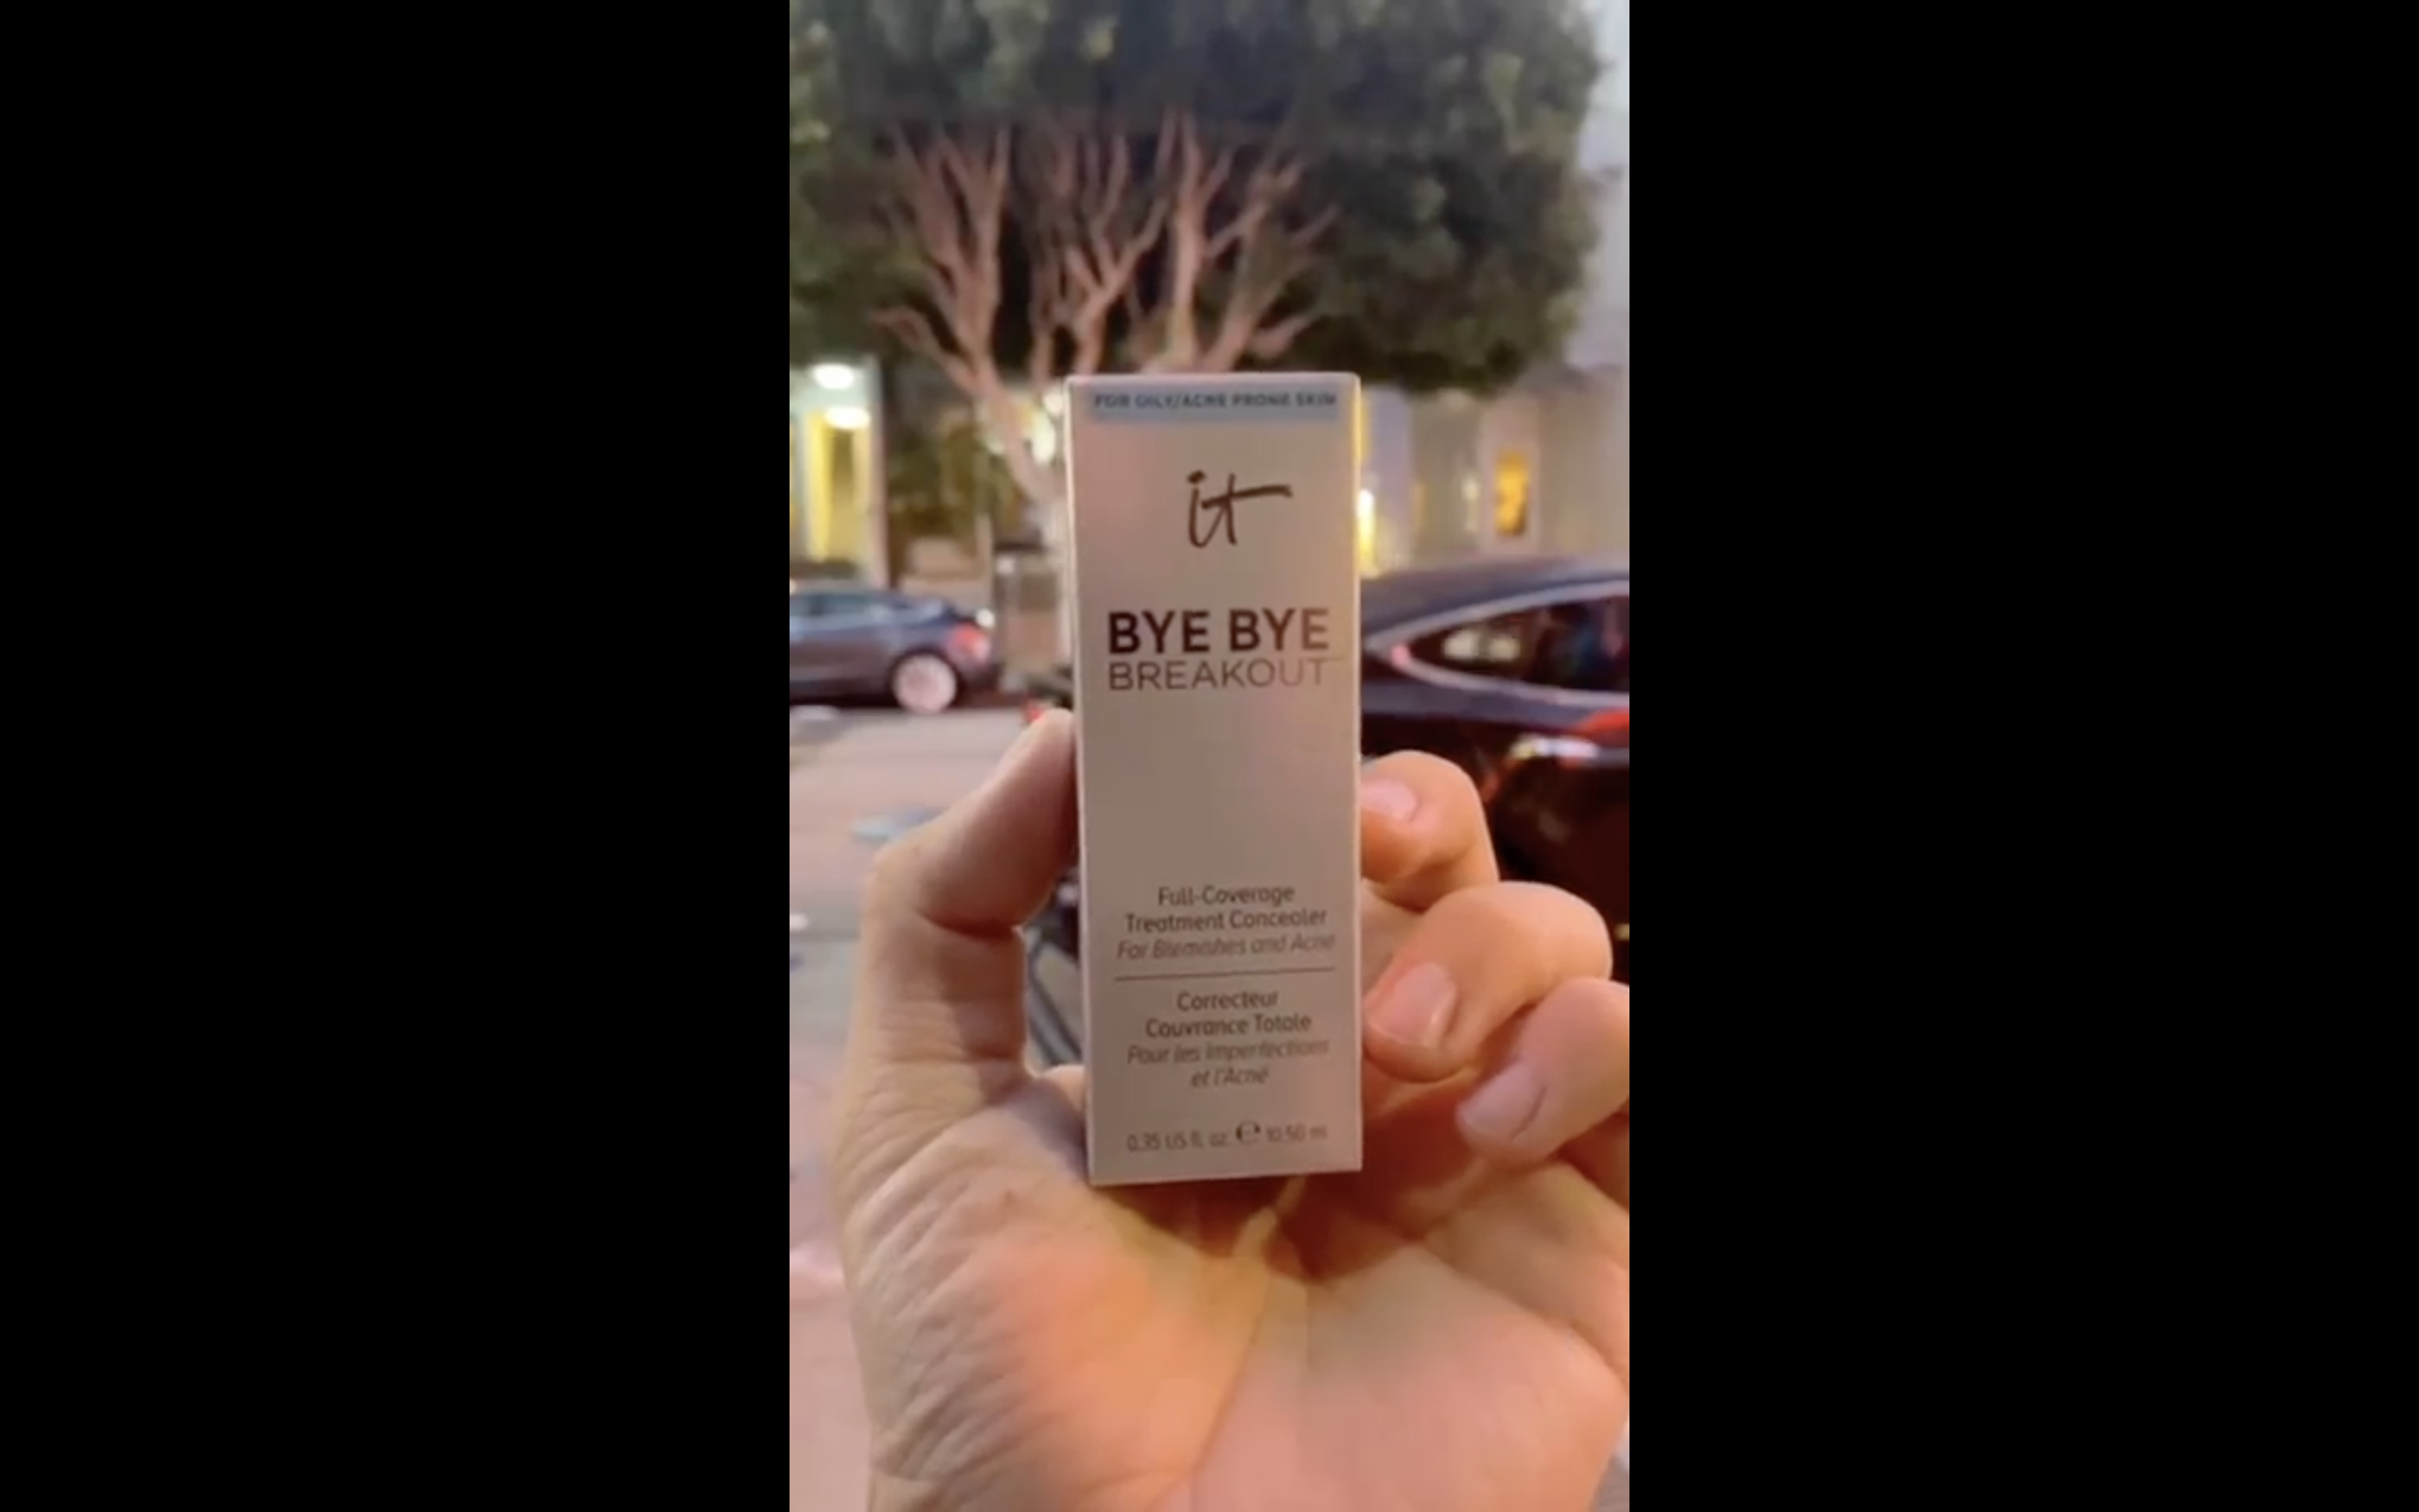 FOR OILY/ACNE PRONE SKIN
it
BYE BYE
BREAKOUT™
Full-Coverage
Treatment Concealer
For Blemishes and Acne
Correcteur
Couvrance Totale
Pour les Imperfections
et l'Acné
0.35 US fl. oz. ℮ 10.50 ml